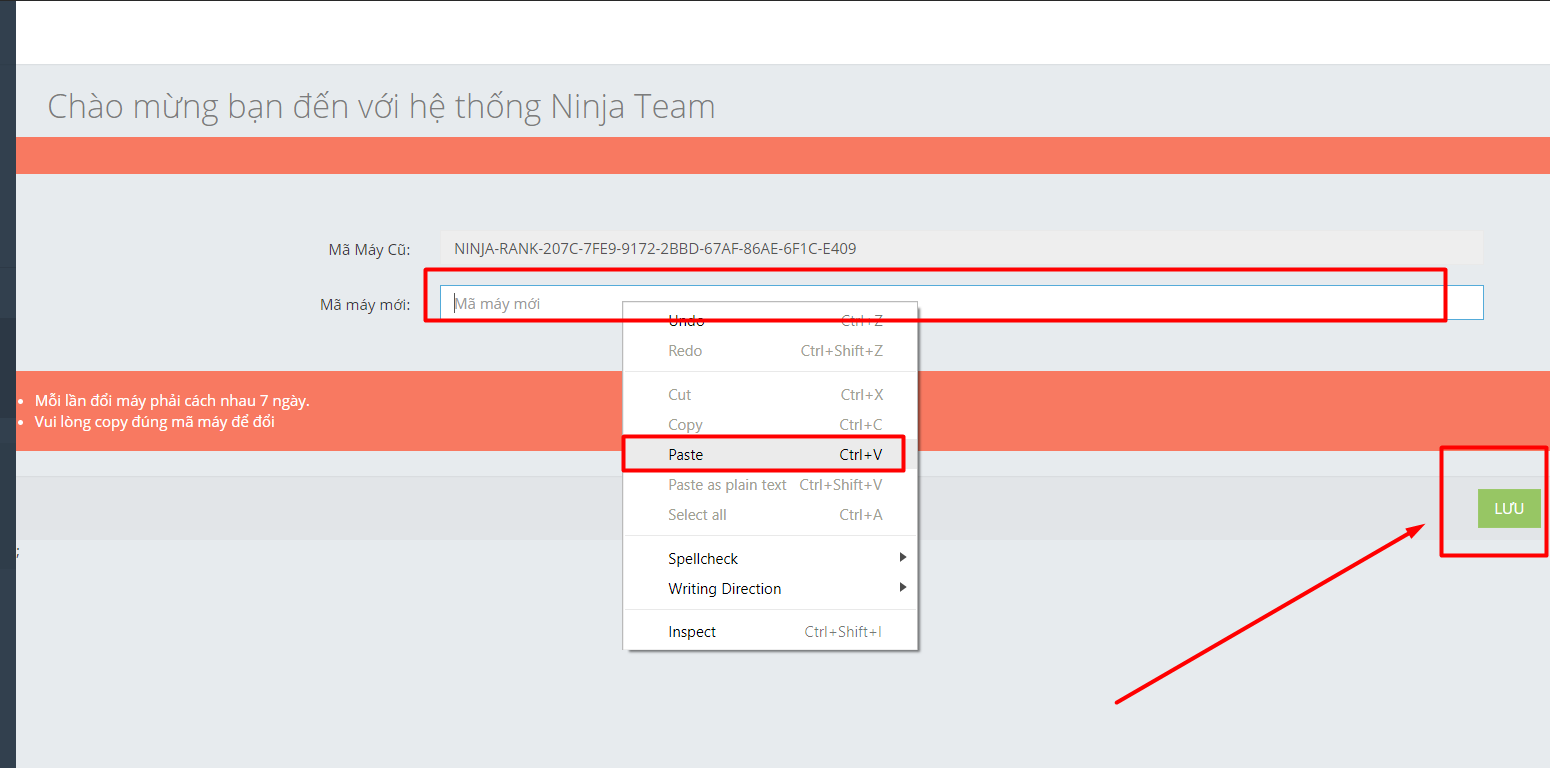 Chào mừng bạn đến với hệ thống Ninja Team
Mã Máy Cũ: NINJA-RANK-207C-7FE9-9172-2BBD-67AF-86AE-6F1C-E409
Mã máy mới: Mã máy mới
Undo Ctrl+Z
Redo Ctrl+Shift+Z
Cut Ctrl+X
Copy Ctrl+C
Paste Ctrl+V
Paste as plain text Ctrl+Shift+V
Select all Ctrl+A
Spellcheck
Writing Direction
Inspect Ctrl+Shift+I
• Mỗi lần đổi máy phải cách nhau 7 ngày.
• Vui lòng copy đúng mã máy để đổi
LƯU
;